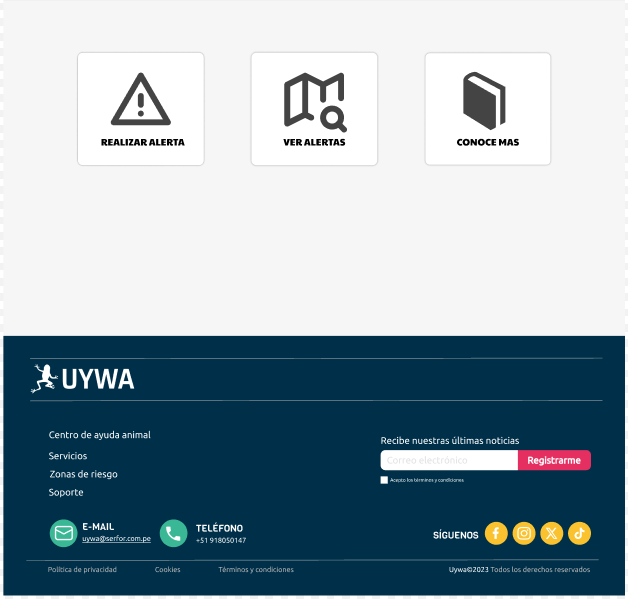 REALIZAR ALERTA
VER ALERTAS
CONOCE MAS
UYWA
Centro de ayuda animal
Servicios
Zonas de riesgo
Soporte
Recibe nuestras últimas noticias
Correo electrónico
Registrarme
Acepto los términos y condiciones
E-MAIL
uywa@serfor.com.pe
TELÉFONO
+51 918050147
SÍGUENOS
Política de privacidad
Cookies
Términos y condiciones
Uywa©2023 Todos los derechos reservados